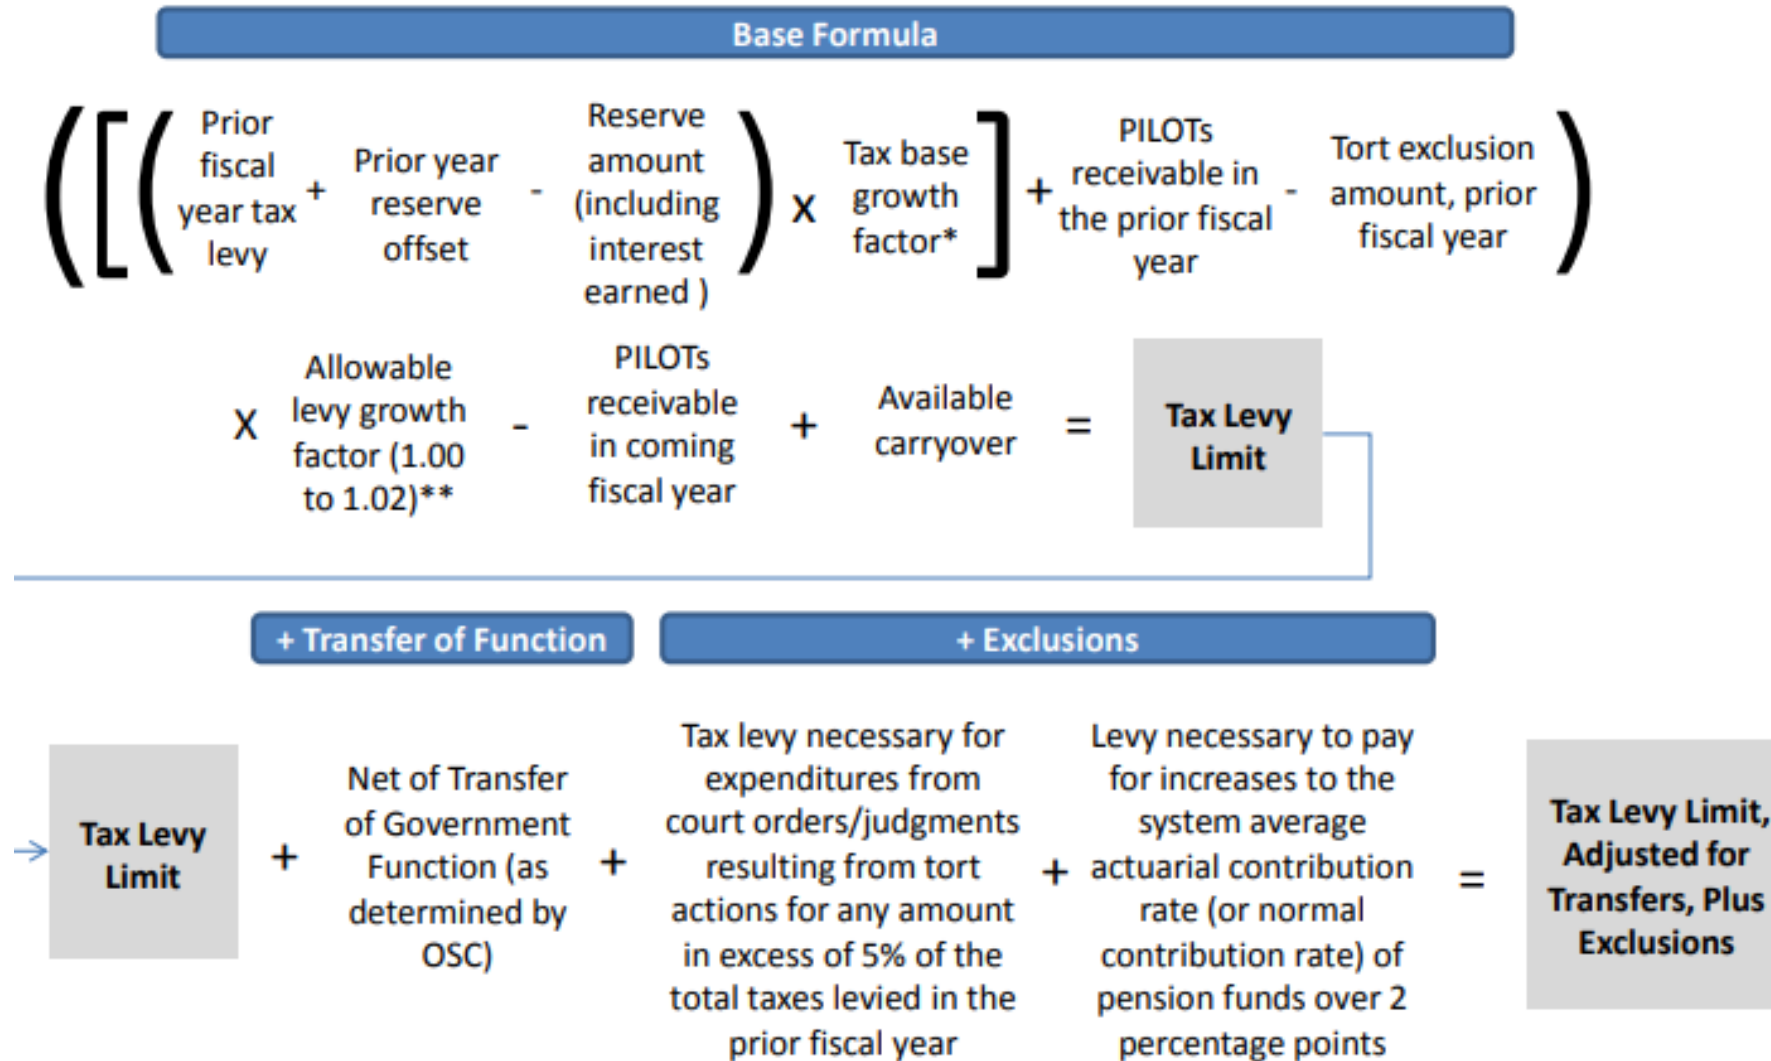 Base Formula
( [ ( Prior fiscal year tax levy + Prior year reserve offset - Reserve amount (including interest earned ) ) x Tax base growth factor* ] + PILOTs receivable in the prior fiscal year - Tort exclusion amount, prior fiscal year )
X Allowable levy growth factor (1.00 to 1.02)** - PILOTs receivable in coming fiscal year + Available carryover = Tax Levy Limit
+ Transfer of Function
+ Exclusions
Tax Levy Limit
+
Net of Transfer
of Government
Function (as
determined by
OSC)
+
Tax levy necessary for
expenditures from
court orders/judgments
resulting from tort
actions for any amount
in excess of 5% of the
total taxes levied in the
prior fiscal year
+
Levy necessary to pay
for increases to the
system average
actuarial contribution
rate (or normal
contribution rate) of
pension funds over 2
percentage points
=
Tax Levy Limit,
Adjusted for
Transfers, Plus
Exclusions